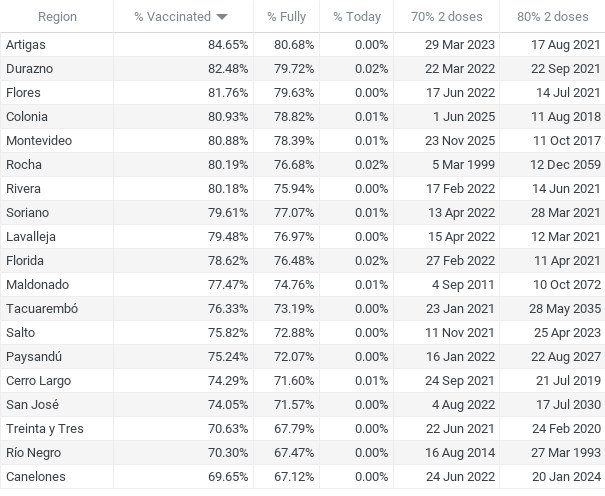 Region % Vaccinated % Fully % Today 70% 2 doses 80% 2 doses
Artigas 84.65% 80.68% 0.00% 29 Mar 2023 17 Aug 2021
Durazno 82.48% 79.72% 0.02% 22 Mar 2022 22 Sep 2021
Flores 81.76% 79.63% 0.00% 17 Jun 2022 14 Jul 2021
Colonia 80.93% 78.82% 0.01% 1 Jun 2025 11 Aug 2018
Montevideo 80.88% 78.39% 0.01% 23 Nov 2025 11 Oct 2017
Rocha 80.19% 76.68% 0.02% 5 Mar 1999 12 Dec 2059
Rivera 80.18% 75.94% 0.00% 17 Feb 2022 14 Jun 2021
Soriano 79.61% 77.07% 0.01% 13 Apr 2022 28 Mar 2021
Lavalleja 79.48% 76.97% 0.00% 15 Apr 2022 12 Mar 2021
Florida 78.62% 76.48% 0.02% 27 Feb 2022 11 Apr 2021
Maldonado 77.47% 74.76% 0.01% 4 Sep 2011 10 Oct 2072
Tacuarembó 76.33% 73.19% 0.00% 23 Jan 2021 28 May 2035
Salto 75.82% 72.88% 0.00% 11 Nov 2021 25 Apr 2023
Paysandú 75.24% 72.07% 0.00% 16 Jan 2022 22 Aug 2027
Cerro Largo 74.29% 71.60% 0.01% 24 Sep 2021 21 Jul 2019
San José 74.05% 71.57% 0.00% 4 Aug 2022 17 Jul 2030
Treinta y Tres 70.63% 67.79% 0.00% 22 Jun 2021 24 Feb 2020
Río Negro 70.30% 67.47% 0.00% 16 Aug 2014 27 Mar 1993
Canelones 69.65% 67.12% 0.00% 24 Jun 2022 20 Jan 2024